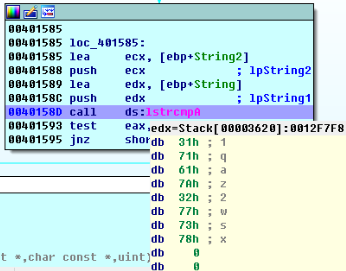 00401585
00401585 loc_401585:
00401585 lea     ecx, [ebp+String2]
00401588 push    ecx             ; lpString2
00401589 lea     edx, [ebp+String]
0040158C push    edx             ; lpString1
0040158D call    ds:lstrcmpA
00401593 test    eax,
00401595 jnz     shor
edx=Stack[00003620]:0012F7F8
db  31h ; 1
db  71h ; q
db  61h ; a
db  7Ah ; z
db  32h ; 2
db  77h ; w
db  73h ; s
db  78h ; x
db    0
db    0
t *,char const *,uint)